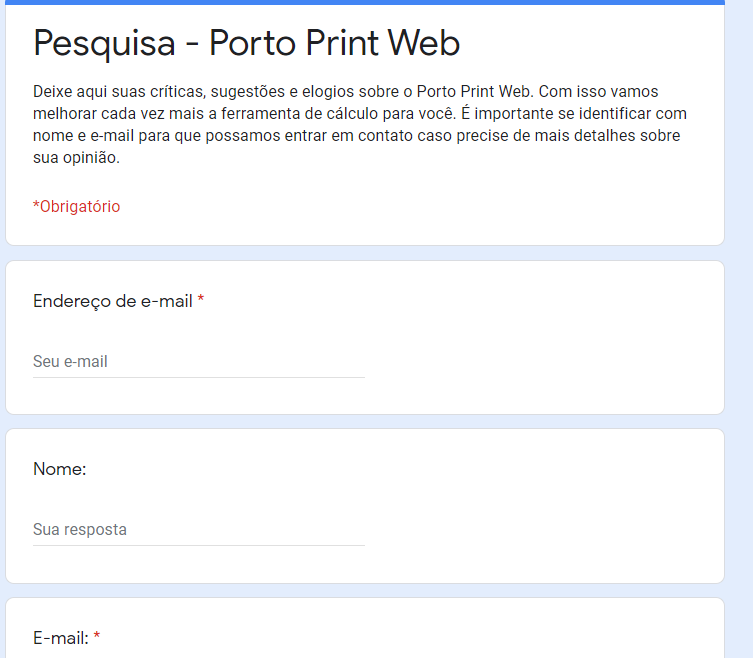 Pesquisa - Porto Print Web
Deixe aqui suas críticas, sugestões e elogios sobre o Porto Print Web. Com isso vamos
melhorar cada vez mais a ferramenta de cálculo para você. É importante se identificar com
nome e e-mail para que possamos entrar em contato caso precise de mais detalhes sobre
sua opinião.
*Obrigatório
Endereço de e-mail *
Seu e-mail
Nome:
Sua resposta
E-mail: *